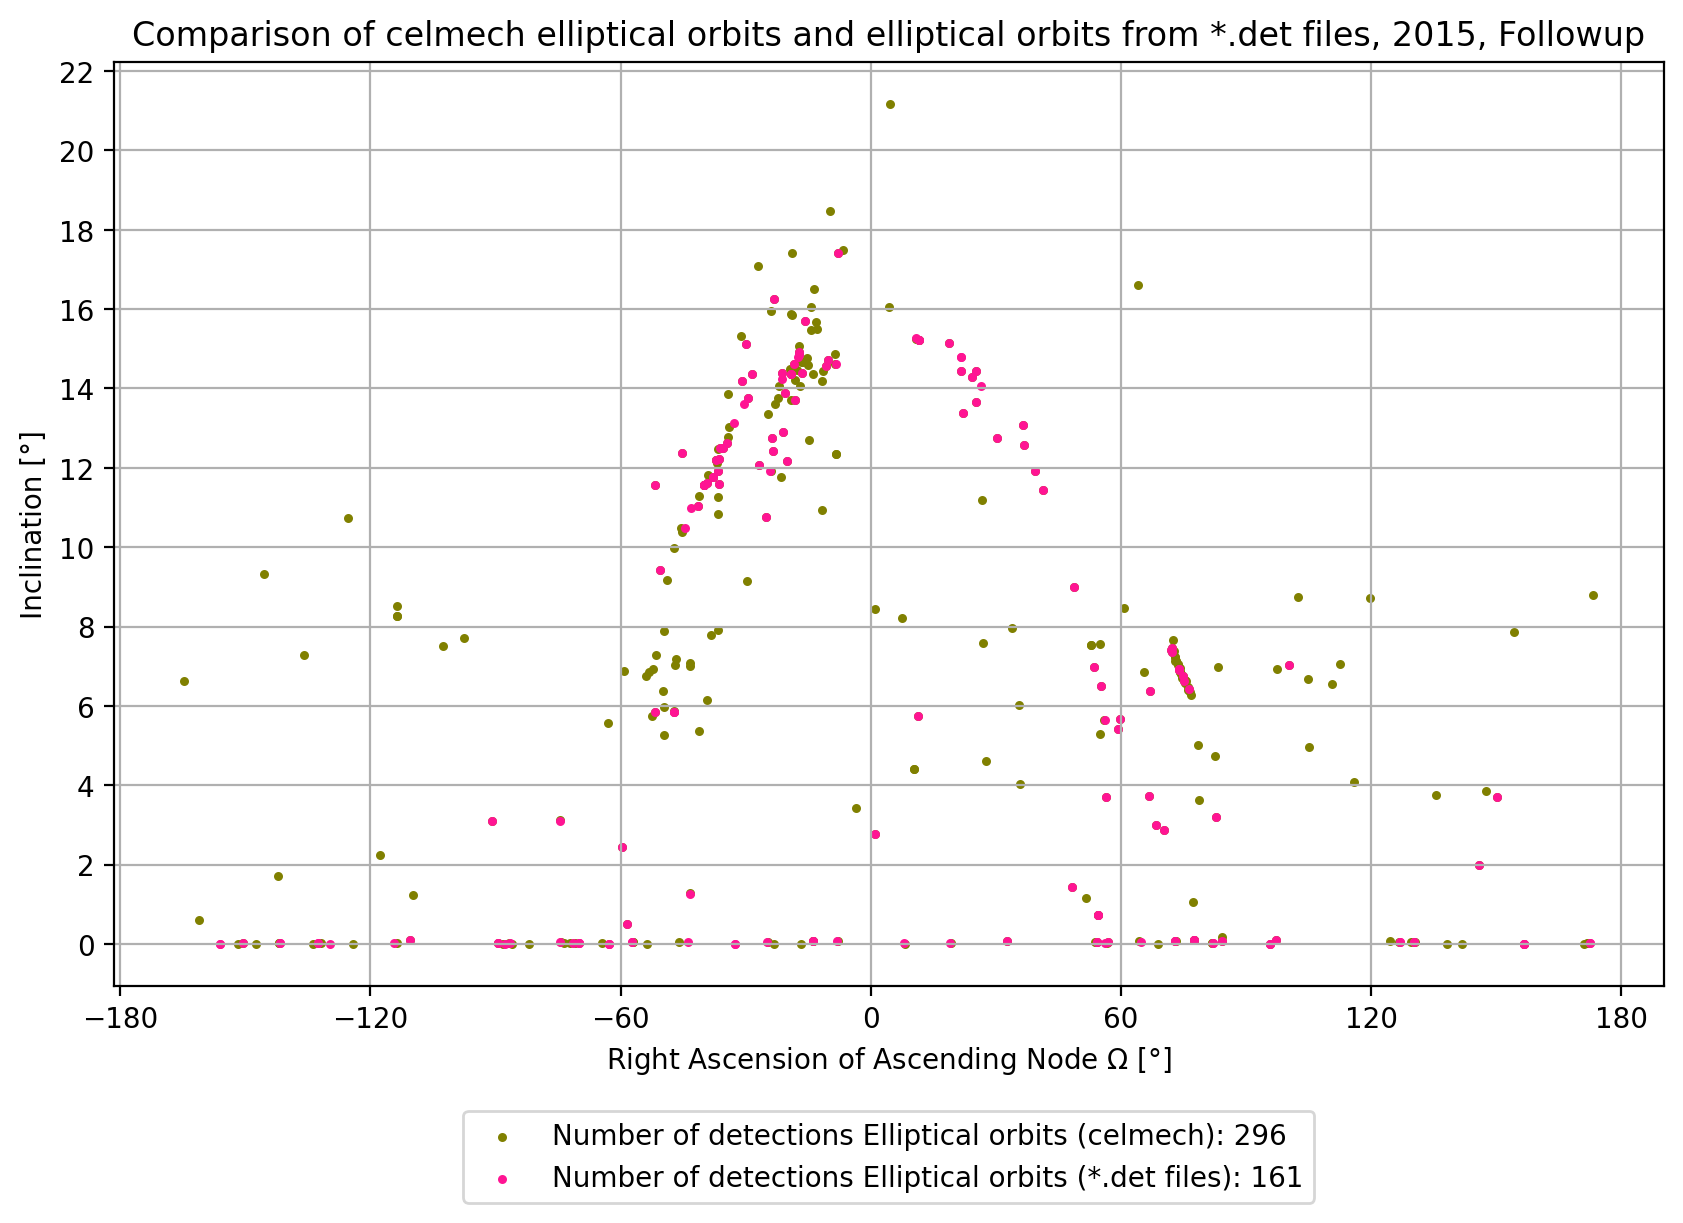 Comparison of celmech elliptical orbits and elliptical orbits from *.det files, 2015, Followup
22
20
18
16
14
12
10
8
6
4
2
0
Inclination [°]
−180 −120 −60 0 60 120 180
Right Ascension of Ascending Node Ω [°]
Number of detections Elliptical orbits (celmech): 296
Number of detections Elliptical orbits (*.det files): 161